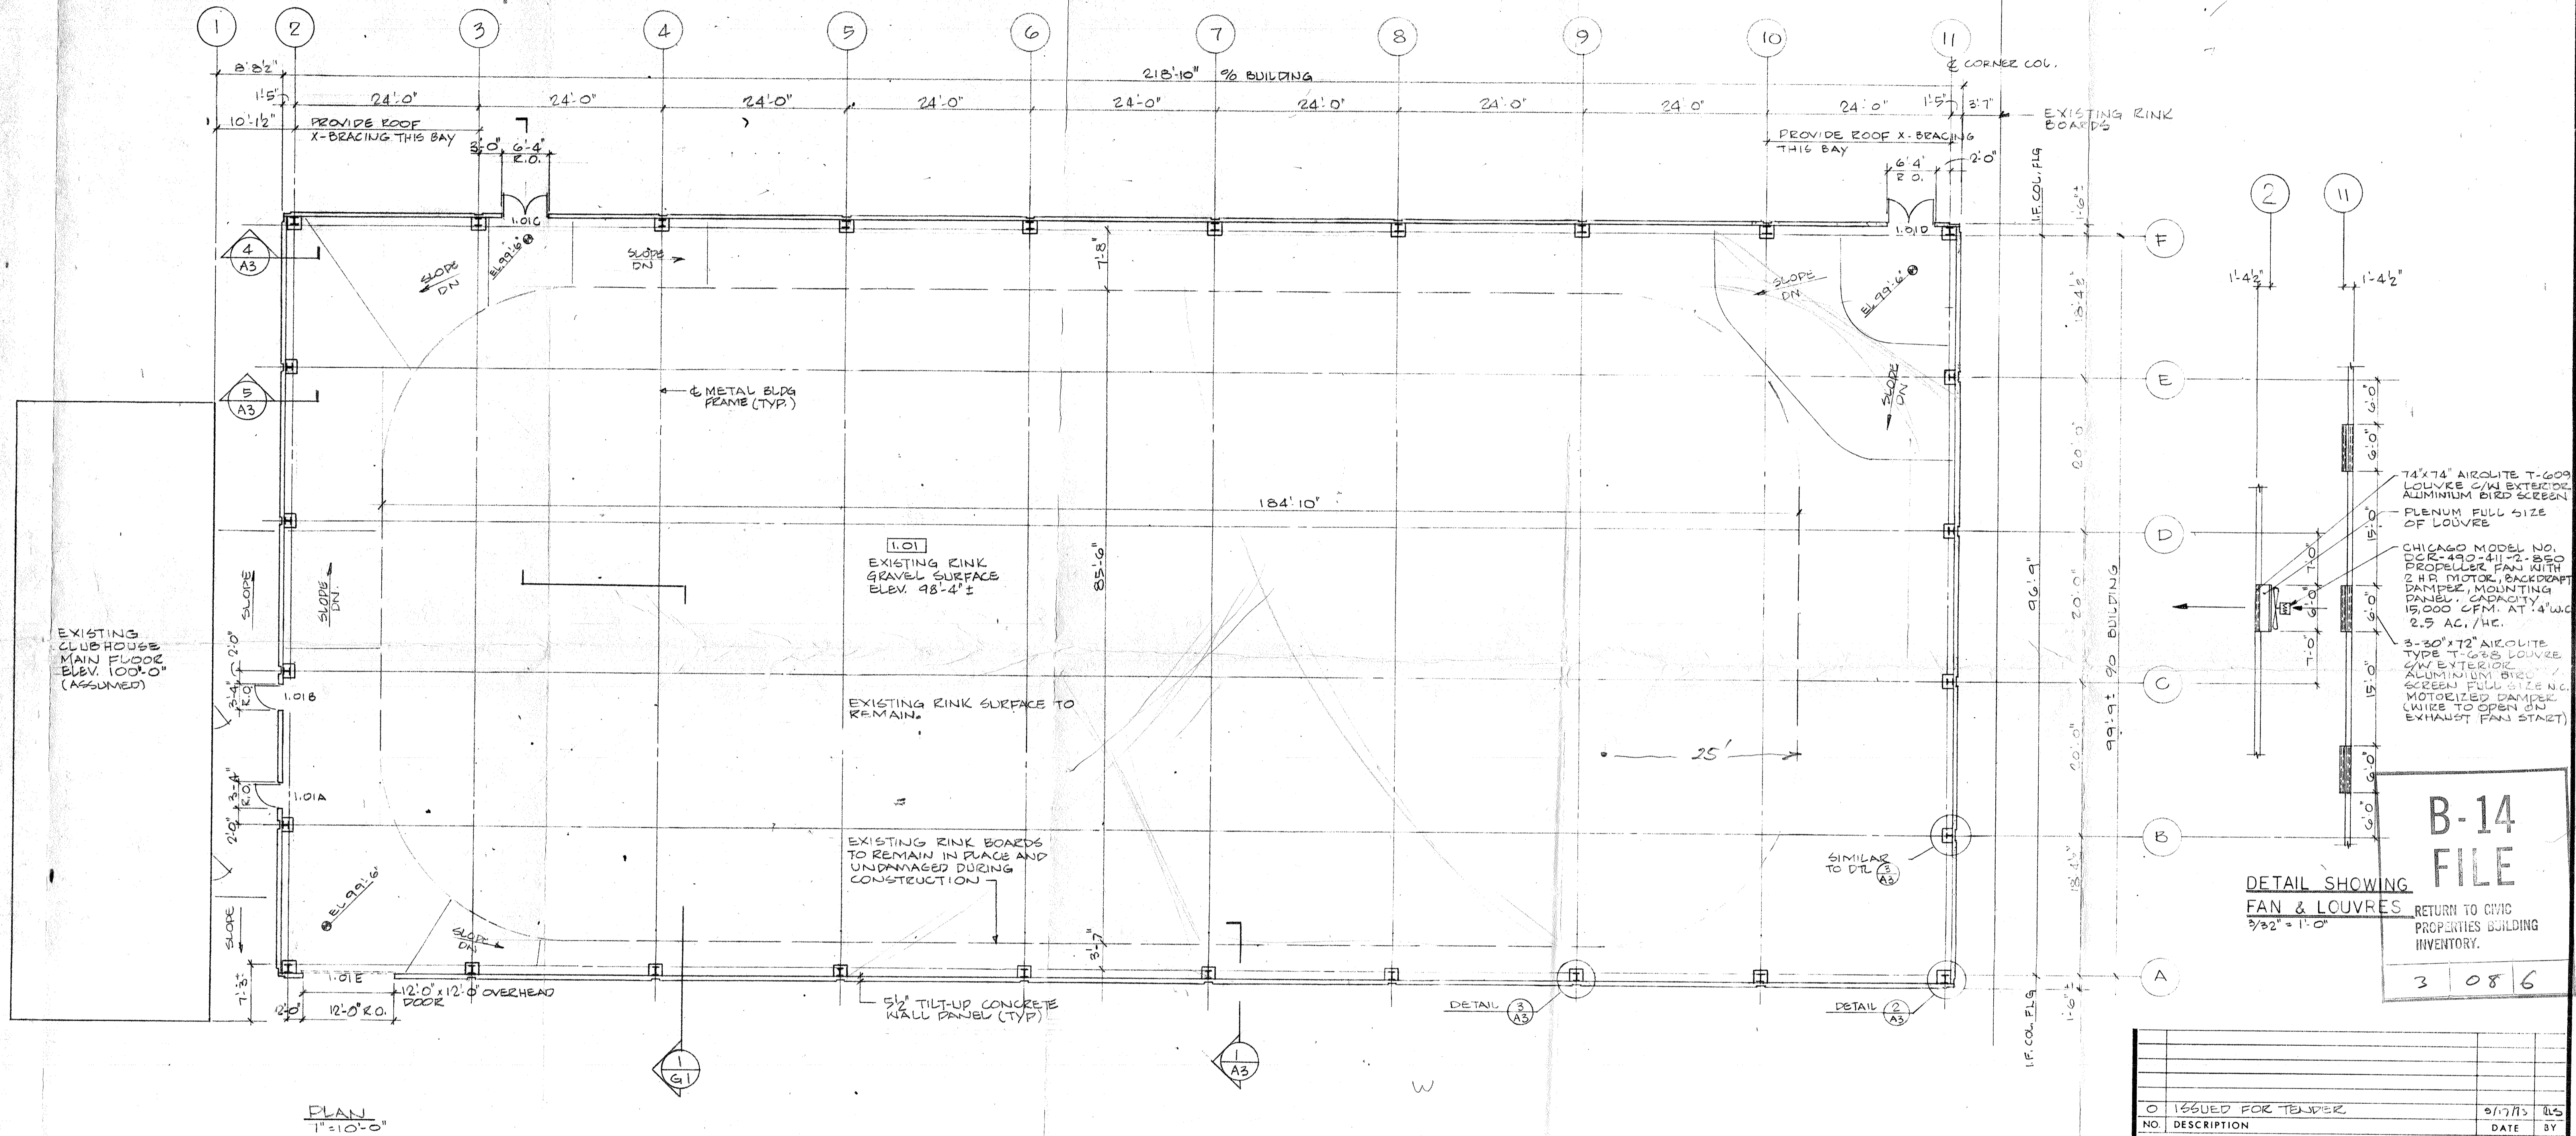 1
2
3
4
5
6
7
8
9
10
11
℄ CORNER COL.
8'-8½"
218'-10" % BUILDING
1'-5"
24'-0"
24'-0"
24'-0"
24'-0"
24'-0"
24'-0"
24'-0"
24'-0"
24'-0"
1'-5"
3'-7"
EXISTING RINK
BOARDS
10'-1½"
PROVIDE ROOF
X-BRACING THIS BAY
3'-0"
6'-4"
R.O.
PROVIDE ROOF X-BRACING
THIS BAY
6'-4"
R.O.
2'-0"
I.F. COL. FLG
1'-6"±
1.01C
1.01D
F
4
A3
SLOPE
DN
EL 99'-6"
SLOPE
DN
7'-8"
SLOPE
DN.
EL 99'-6"
18'-4½"
5
A3
℄ METAL BLDG
FRAME (TYP.)
SLOPE
DN
E
20'-0"
184'-10"
D
1.01
EXISTING RINK
GRAVEL SURFACE
ELEV. 98'-4"±
85'-6"
SLOPE
SLOPE
DN.
96'-9"
20'-0"
99'-9"± % BUILDING
EXISTING
CLUBHOUSE
MAIN FLOOR
ELEV. 100'-0"
(ASSUMED)
2'-0"
3'-4"
R.O.
1.01B
C
EXISTING RINK SURFACE TO
REMAIN.
25'
20'-0"
3'-4"
R.O.
1.01A
2'-0"
B
EXISTING RINK BOARDS
TO REMAIN IN PLACE AND
UNDAMAGED DURING
CONSTRUCTION
SIMILAR
TO DTL 3
A3
18'-4½"
EL 99'-6"
SLOPE
SLOPE
DN
3'-7"
A
1.01E
7'-3"±
2'-0"
12'-0" R.O.
12'-0" x 12'-0" OVERHEAD
DOOR
5½" TILT-UP CONCRETE
WALL PANEL (TYP)
DETAIL 3
A3
DETAIL 2
A3
I.F. COL. FLG
1'-6"±
1
G1
1
A3
W
PLAN
1"=10'-0"
2
11
1'-4½"
1'-4½"
6'-0"
6'-0"
15'-0"
6'-0"
15'-0"
6'-0"
6'-0"
7'-0"
6'-0"
7'-0"
74"x74" AIROLITE T-609
LOUVRE C/W EXTERIOR
ALUMINIUM BIRD SCREEN
PLENUM FULL SIZE
OF LOUVRE
CHICAGO MODEL NO.
DCR-490-411-2-850
PROPELLER FAN WITH
2 H.P. MOTOR, BACKDRAFT
DAMPER, MOUNTING
PANEL. CAPACITY
15,000 CFM. AT .4" W.C.
2.5 AC./HR.
3-30"x72" AIROLITE
TYPE T-638 LOUVRE
C/W EXTERIOR
ALUMINIUM BIRD
SCREEN FULL SIZE N.C.
MOTORIZED DAMPER
(WIRE TO OPEN ON
EXHAUST FAN START)
DETAIL SHOWING
FAN & LOUVRES
3/32" = 1'-0"
B-14
FILE
RETURN TO CIVIC
PROPERTIES BUILDING
INVENTORY.
3 08 6
0 ISSUED FOR TENDER
NO. DESCRIPTION DATE BY